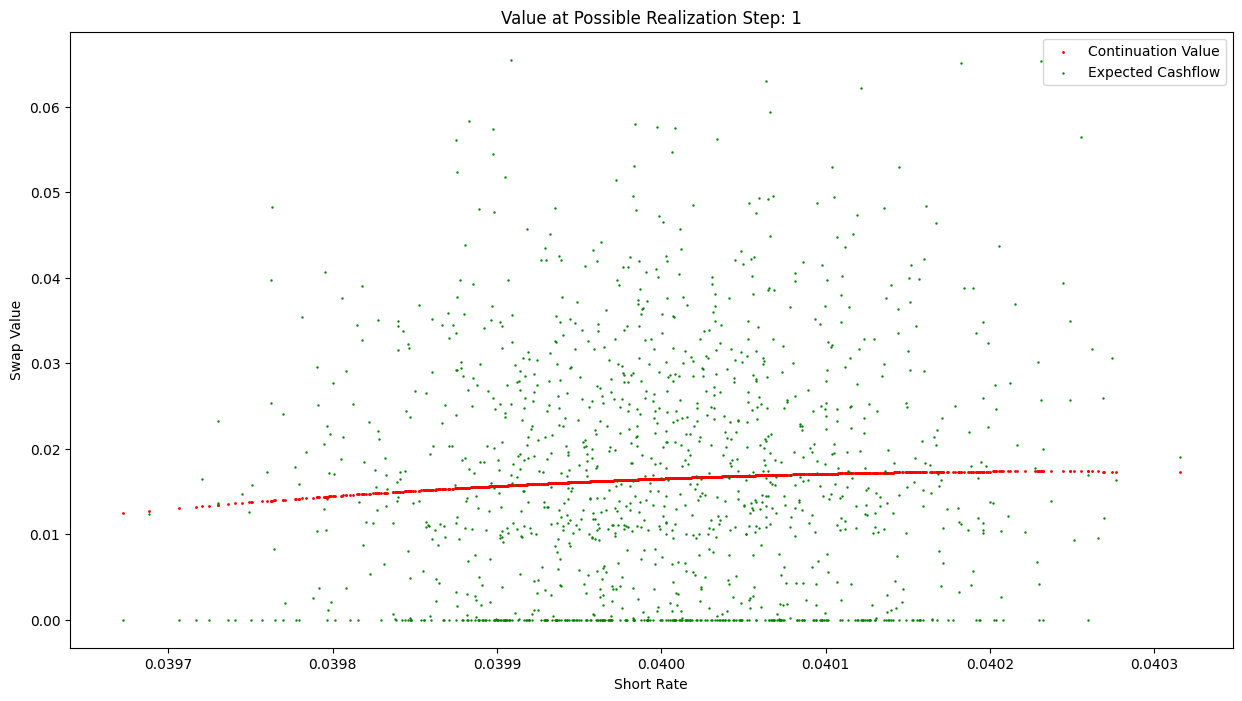 Value at Possible Realization Step: 1
Continuation Value
Expected Cashflow
Swap Value
0.06
0.05
0.04
0.03
0.02
0.01
0.00
0.0397
0.0398
0.0399
0.0400
0.0401
0.0402
0.0403
Short Rate